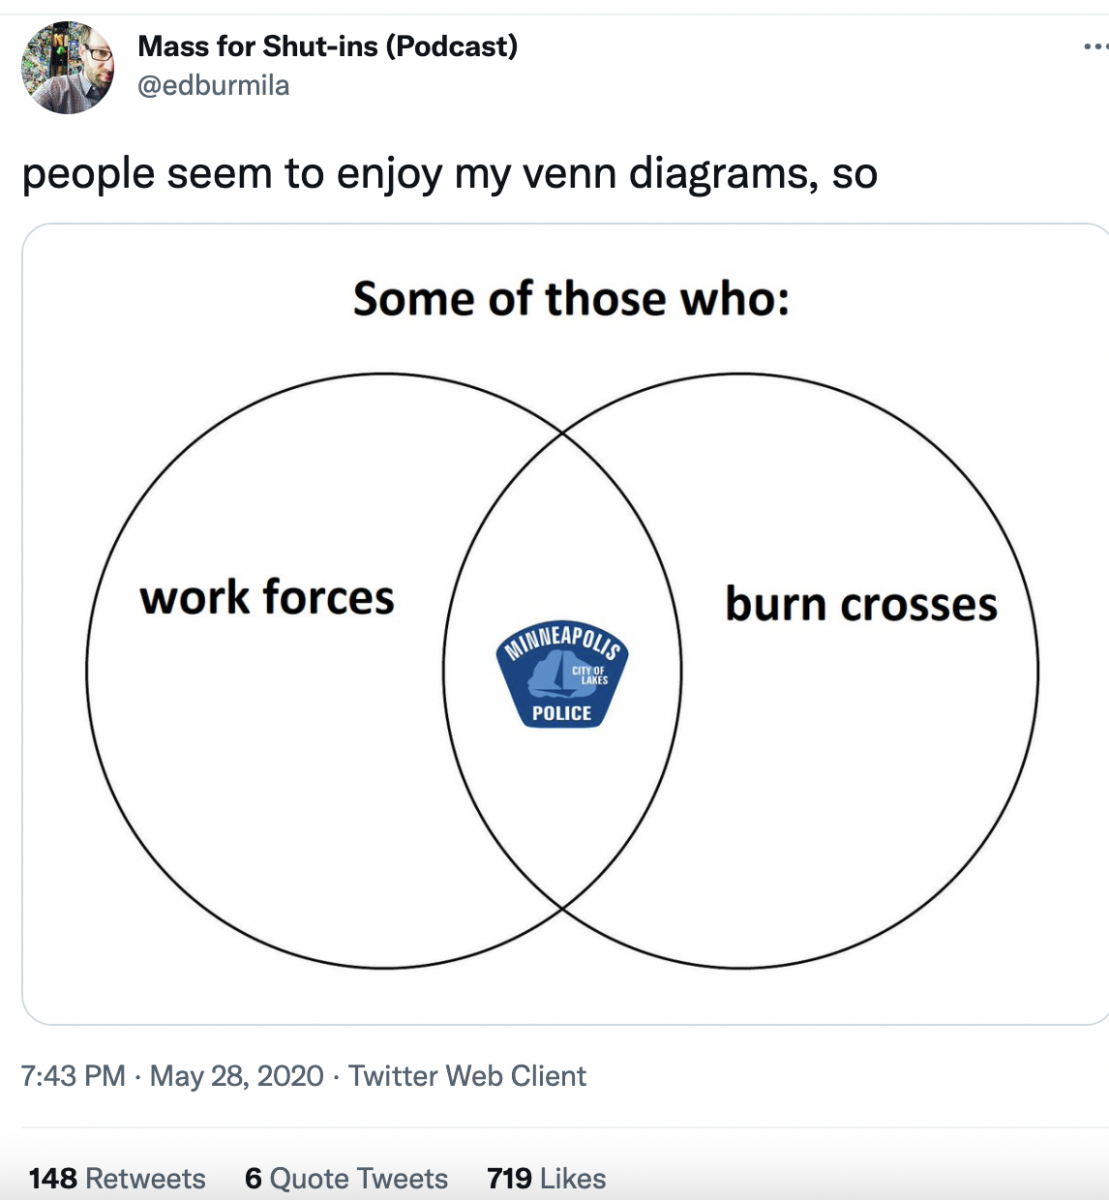 Mass for Shut-ins (Podcast)
@edburmila
people seem to enjoy my venn diagrams, so
Some of those who:
work forces
burn crosses
MINNEAPOLIS
CITY OF
LAKES
POLICE
7:43 PM · May 28, 2020 · Twitter Web Client
148 Retweets 6 Quote Tweets 719 Likes